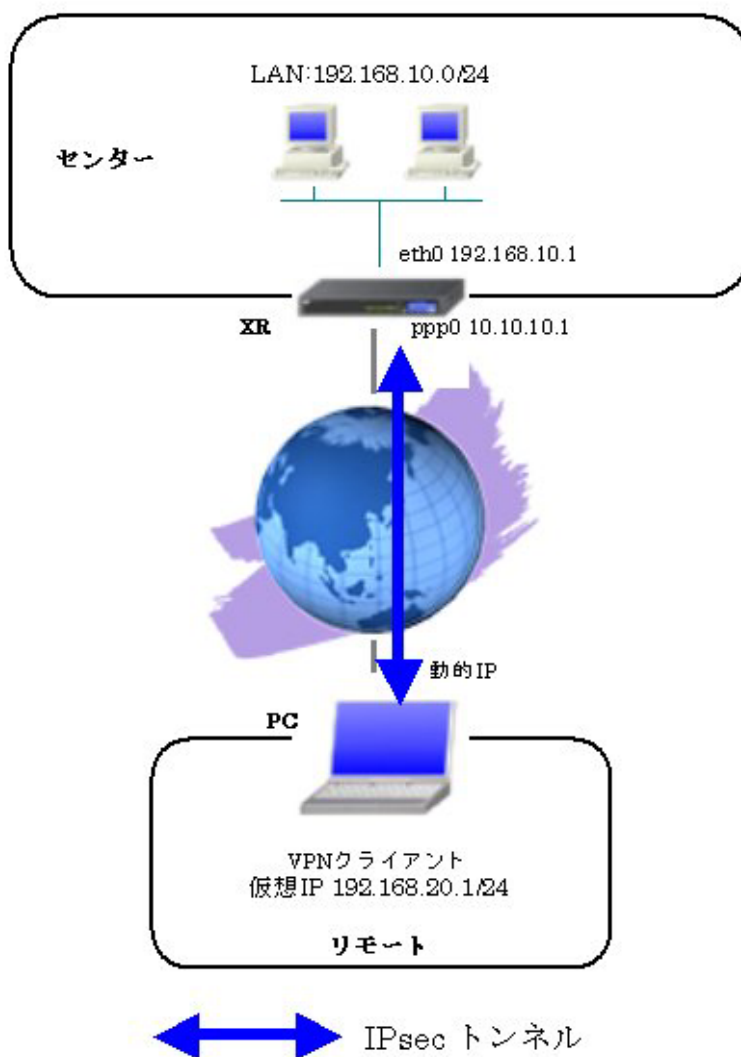 LAN:192.168.10.0/24
センター
eth0 192.168.10.1
XR
ppp0 10.10.10.1
動的IP
PC
VPNクライアント
仮想IP 192.168.20.1/24
リモート
IPsec トンネル